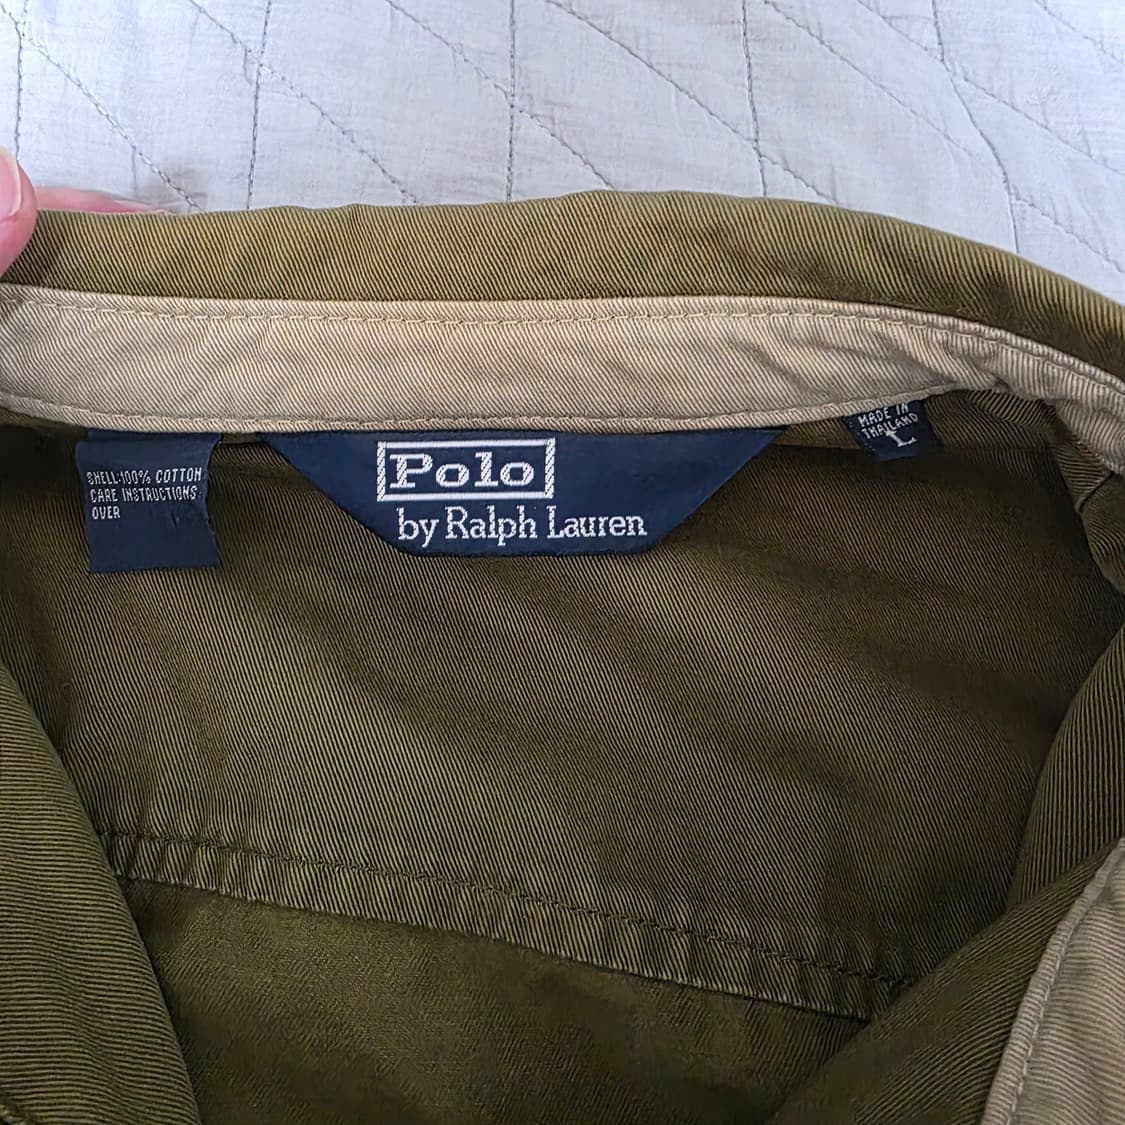 SHELL:100% COTTON
CARE INSTRUCTIONS
OVER
Polo
by Ralph Lauren
MADE IN
THAILAND
L